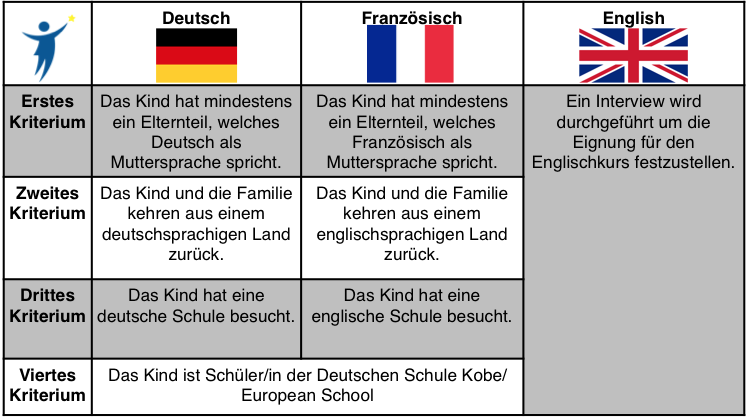 Deutsch
Französisch
English
Erstes
Kriterium
Das Kind hat mindestens
ein Elternteil, welches
Deutsch als
Muttersprache spricht.
Das Kind hat mindestens
ein Elternteil, welches
Französisch als
Muttersprache spricht.
Ein Interview wird
durchgeführt um die
Eignung für den
Englischkurs festzustellen.
Zweites
Kriterium
Das Kind und die Familie
kehren aus einem
deutschsprachigen Land
zurück.
Das Kind und die Familie
kehren aus einem
englischsprachigen Land
zurück.
Drittes
Kriterium
Das Kind hat eine
deutsche Schule besucht.
Das Kind hat eine
englische Schule besucht.
Viertes
Kriterium
Das Kind ist Schüler/in der Deutschen Schule Kobe/
European School